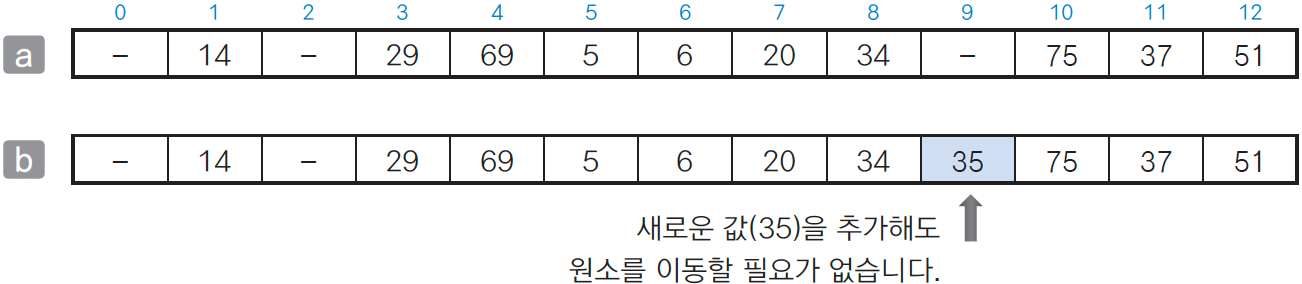 0 1 2 3 4 5 6 7 8 9 10 11 12
a – 14 – 29 69 5 6 20 34 – 75 37 51
b – 14 – 29 69 5 6 20 34 35 75 37 51
새로운 값(35)을 추가해도
원소를 이동할 필요가 없습니다.